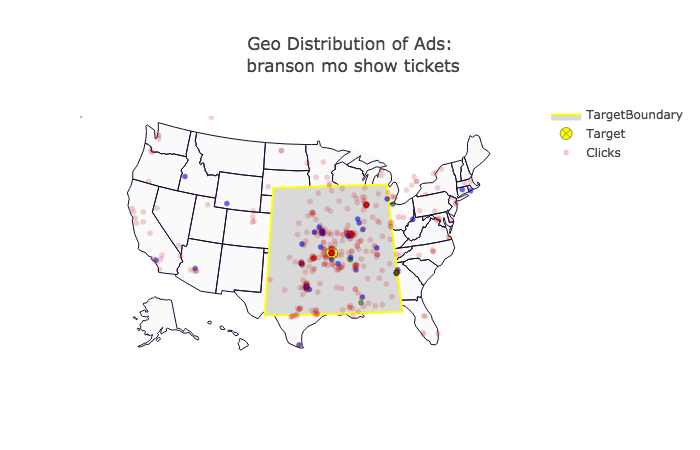 Geo Distribution of Ads:
branson mo show tickets
TargetBoundary
Target
Clicks